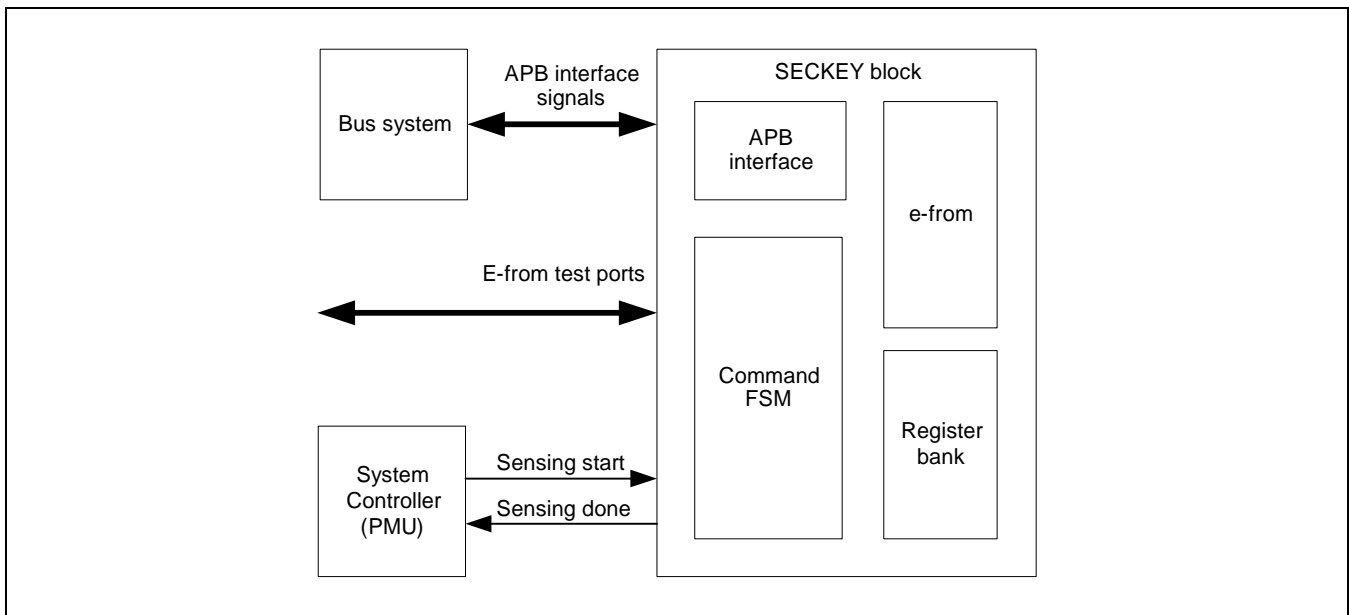 SECKEY block
APB interface
signals
Bus system
APB
interface
e-from
E-from test ports
Command
FSM
Register
bank
System
Controller
(PMU)
Sensing start
Sensing done